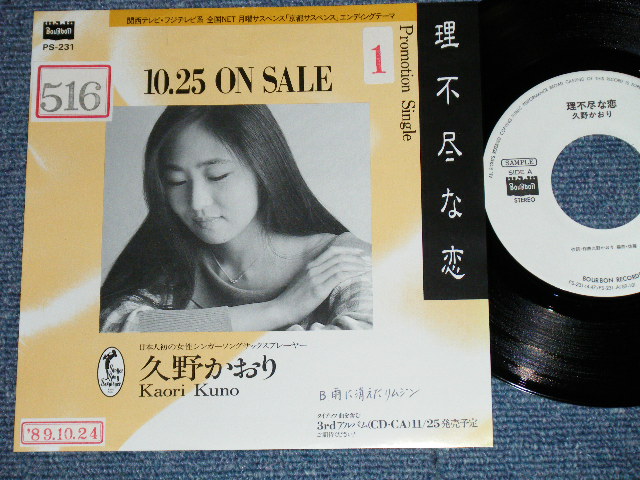 関西テレビ・フジテレビ系 全国NET 月曜サスペンス「京都サスペンス」エンディングテーマ
BOURBON
PS-231
516
10.25 ON SALE
1
Promotion Single
理不尽な恋
日本人初の女性シンガーソングサックスプレーヤー
久野かおり
Kaori Kuno
B 雨に消えたリムジン
3rdアルバム(CD・CA)11/25発売予定
'89.10.24
理不尽な恋
久野かおり
SAMPLE
SIDE A
BOURBON
STEREO
BOURBON RECORDS